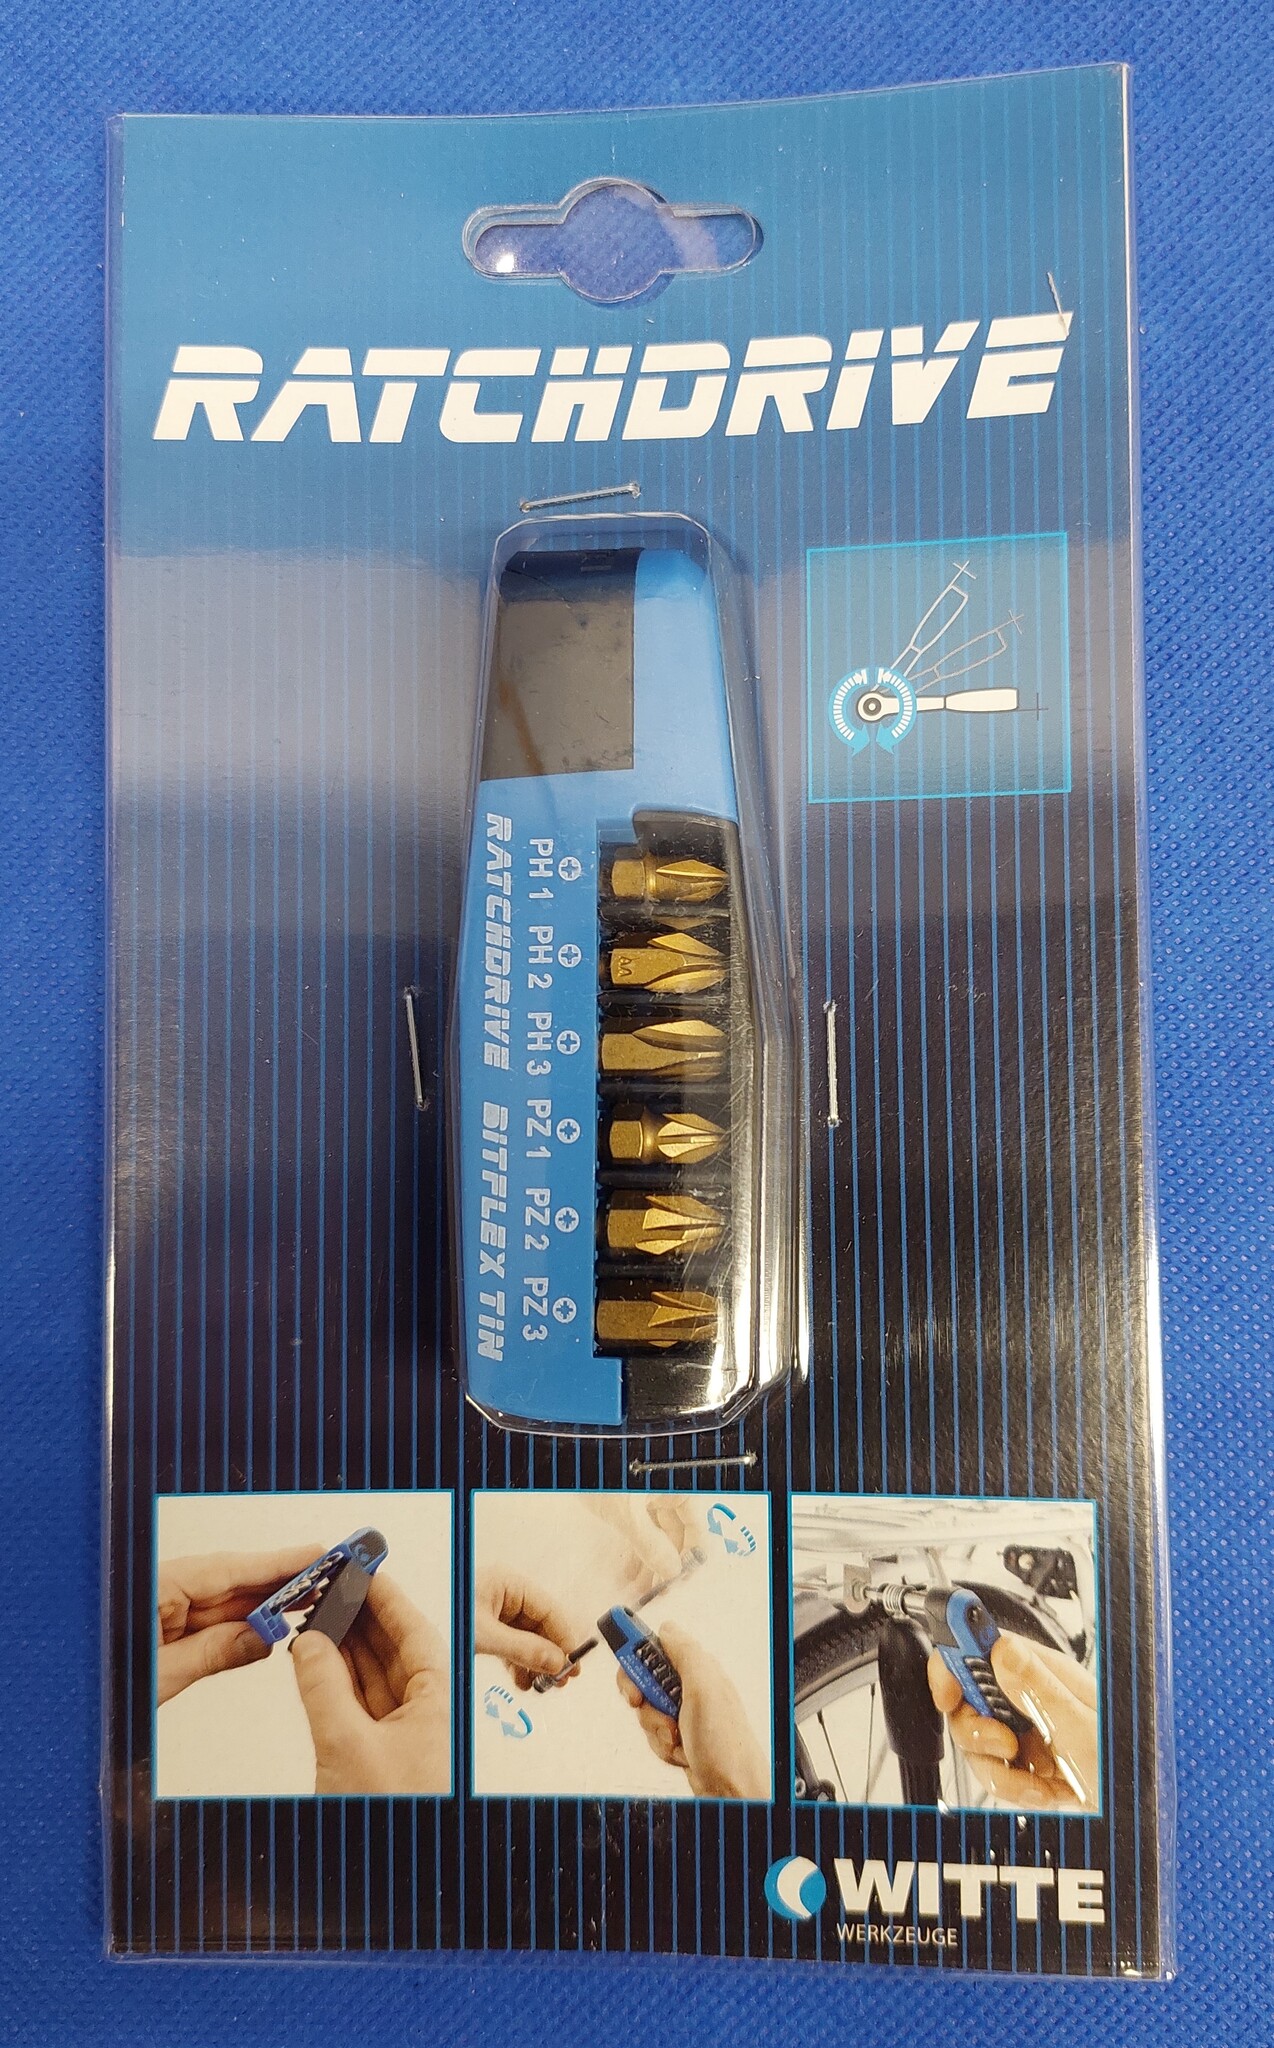 RATCHDRIVE
PH 1 PH 2 PH 3 PZ 1 PZ 2 PZ 3
RATCHDRIVE BITFLEX TiN
WITTE
WERKZEUGE